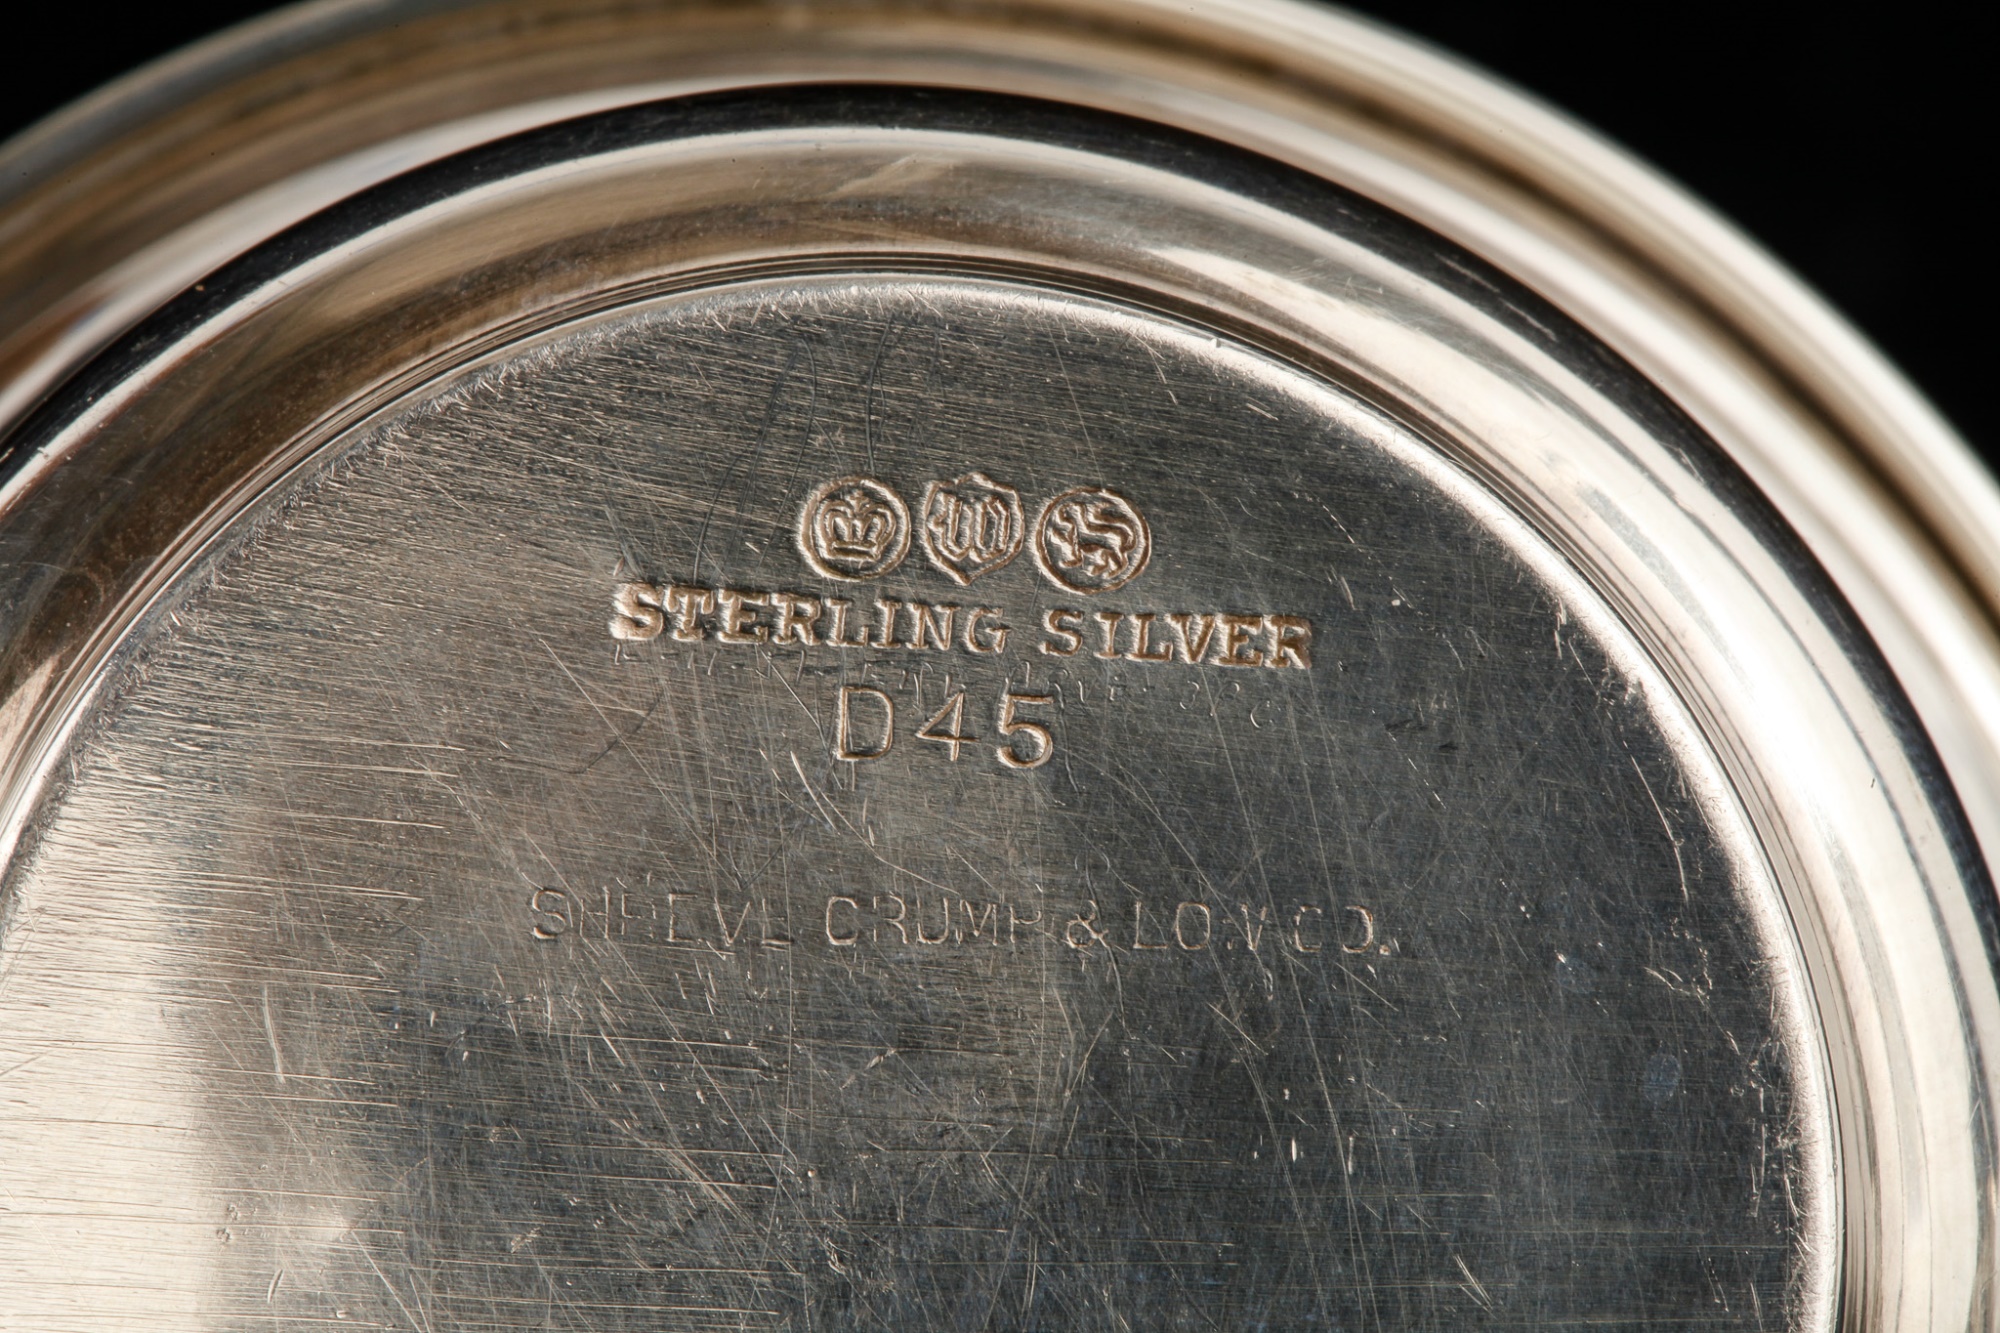 W
STERLING SILVER
D45
SHREVE CRUMP & LOW CO.